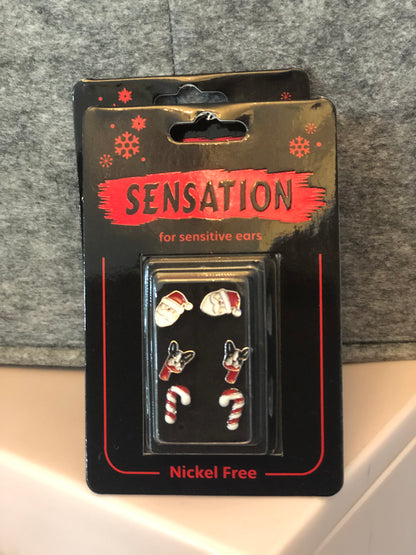 SENSATION
for sensitive ears
Nickel Free